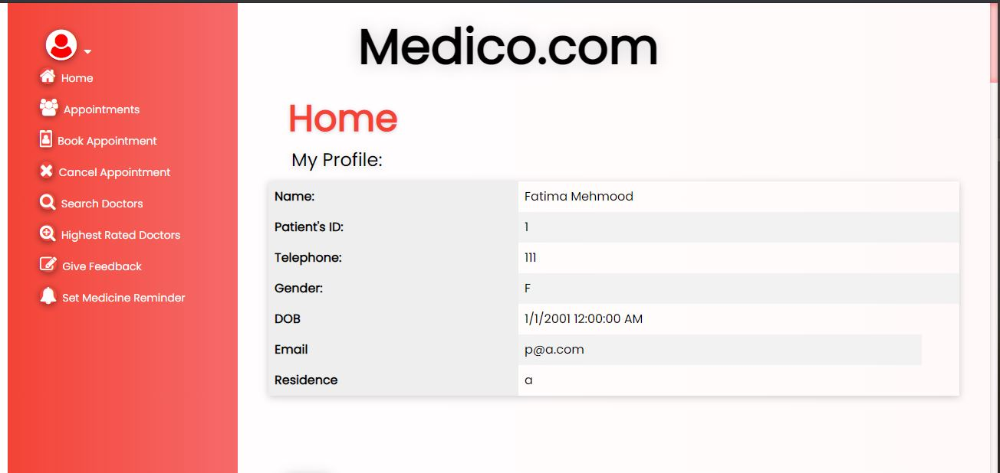 Medico.com
Home
Appointments
Book Appointment
Cancel Appointment
Search Doctors
Highest Rated Doctors
Give Feedback
Set Medicine Reminder
Home
My Profile:
Name: Fatima Mehmood
Patient's ID: 1
Telephone: 111
Gender: F
DOB 1/1/2001 12:00:00 AM
Email p@a.com
Residence a